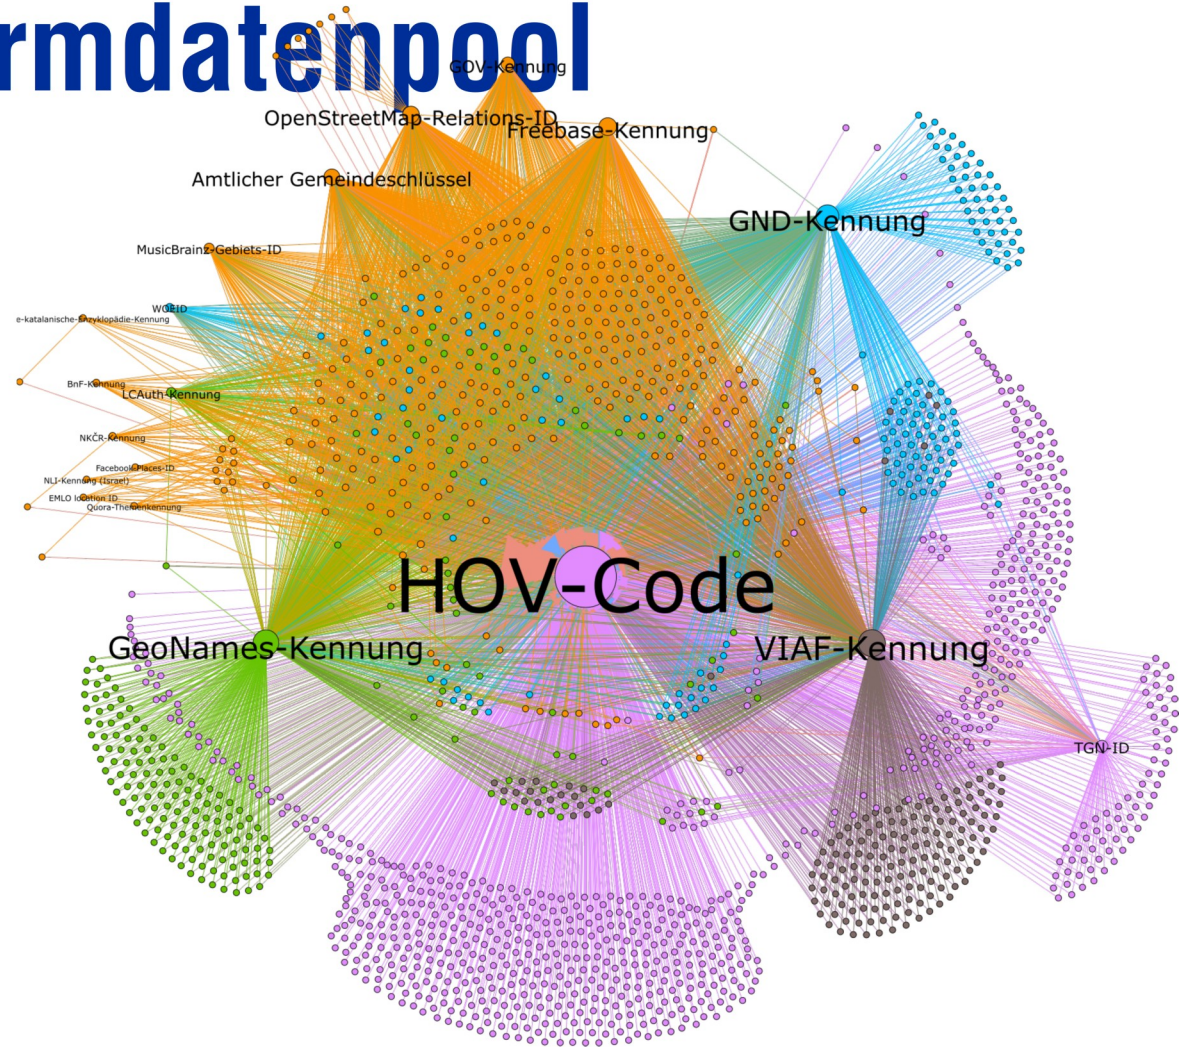 rmdatenpool
GOV-Kennung
OpenStreetMap-Relations-ID
Freebase-Kennung
Amtlicher Gemeindeschlüssel
GND-Kennung
MusicBrainz-Gebiets-ID
WOEID
e-katalanische-Enzyklopädie-Kennung
BnF-Kennung
LCAuth-Kennung
NKČR-Kennung
Facebook-Places-ID
NLI-Kennung (Israel)
EMLO location ID
Quora-Themenkennung
HOV-Code
GeoNames-Kennung
VIAF-Kennung
TGN-ID